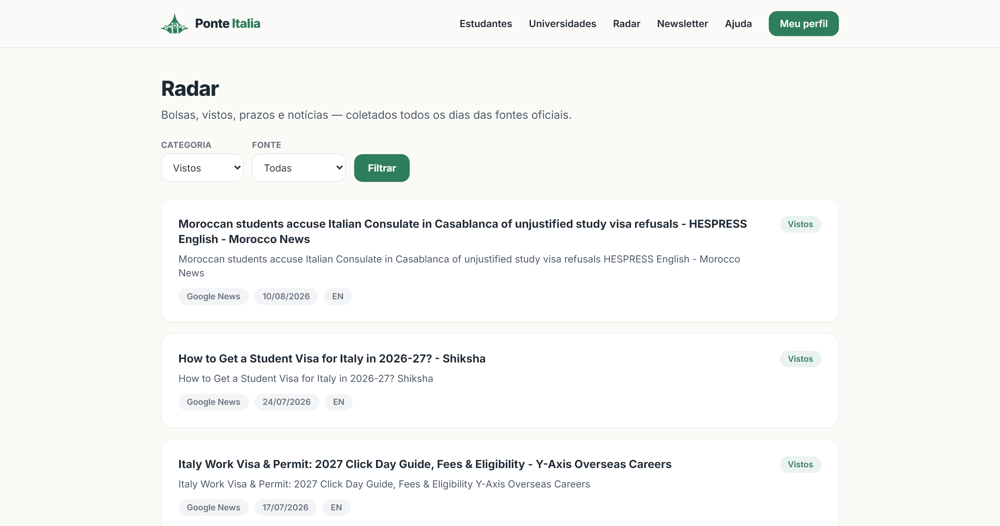 Ponte Italia
Estudantes
Universidades
Radar
Newsletter
Ajuda
Meu perfil
Radar
Bolsas, vistos, prazos e notícias — coletados todos os dias das fontes oficiais.
CATEGORIA
FONTE
Vistos
Todas
Filtrar
Moroccan students accuse Italian Consulate in Casablanca of unjustified study visa refusals - HESPRESS
English - Morocco News
Vistos
Moroccan students accuse Italian Consulate in Casablanca of unjustified study visa refusals HESPRESS English - Morocco
News
Google News
10/08/2026
EN
How to Get a Student Visa for Italy in 2026-27? - Shiksha
Vistos
How to Get a Student Visa for Italy in 2026-27? Shiksha
Google News
24/07/2026
EN
Italy Work Visa & Permit: 2027 Click Day Guide, Fees & Eligibility - Y-Axis Overseas Careers
Vistos
Italy Work Visa & Permit: 2027 Click Day Guide, Fees & Eligibility Y-Axis Overseas Careers
Google News
17/07/2026
EN